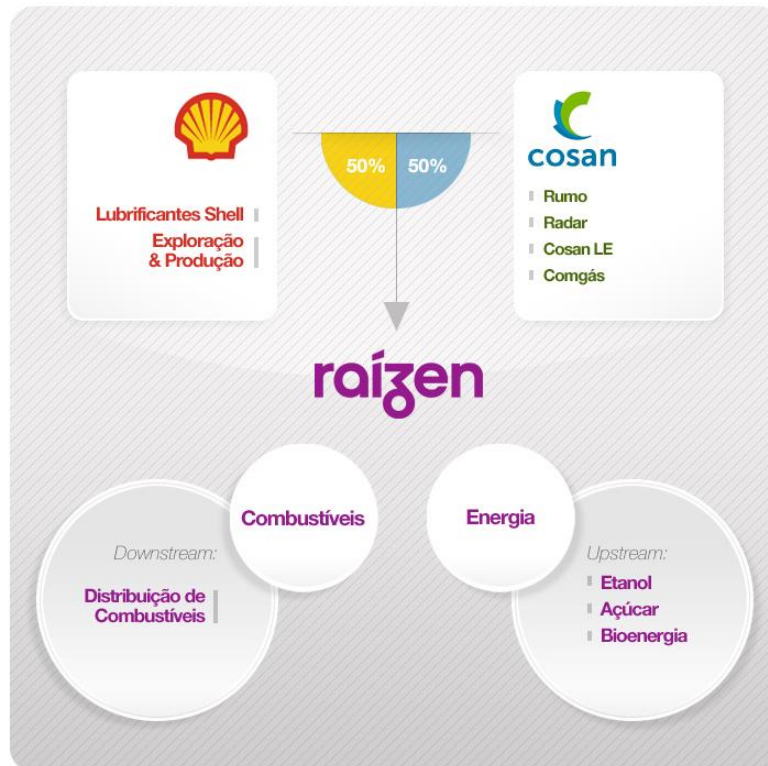 Lubrificantes Shell
Exploração
& Produção
50%
50%
cosan
Rumo
Radar
Cosan LE
Comgás
raízen
Combustíveis
Downstream:
Distribuição de
Combustíveis
Energia
Upstream:
Etanol
Açúcar
Bioenergia